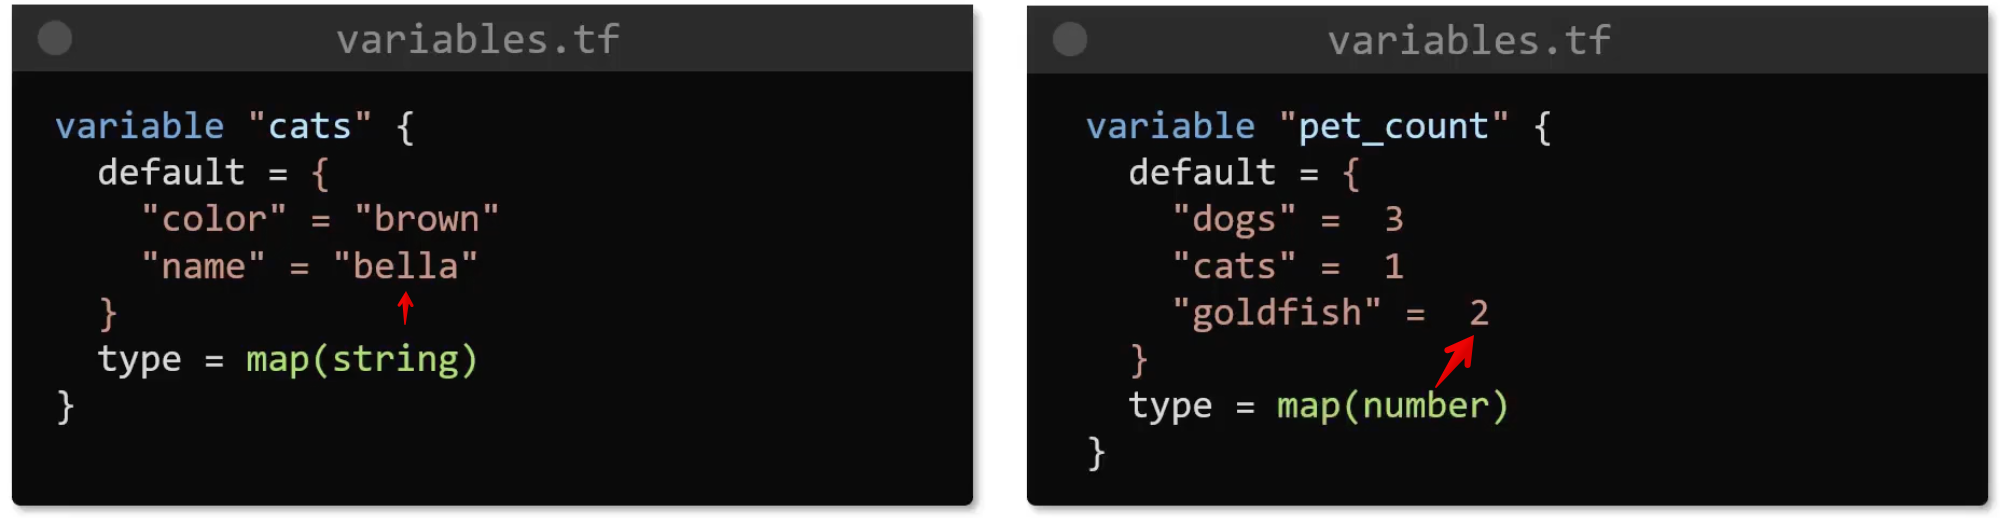 variables.tf
variable "cats" {
  default = {
    "color" = "brown"
    "name" = "bella"
  }
  type = map(string)
}
variables.tf
variable "pet_count" {
  default = {
    "dogs" =  3
    "cats" =  1
    "goldfish" =  2
  }
  type = map(number)
}